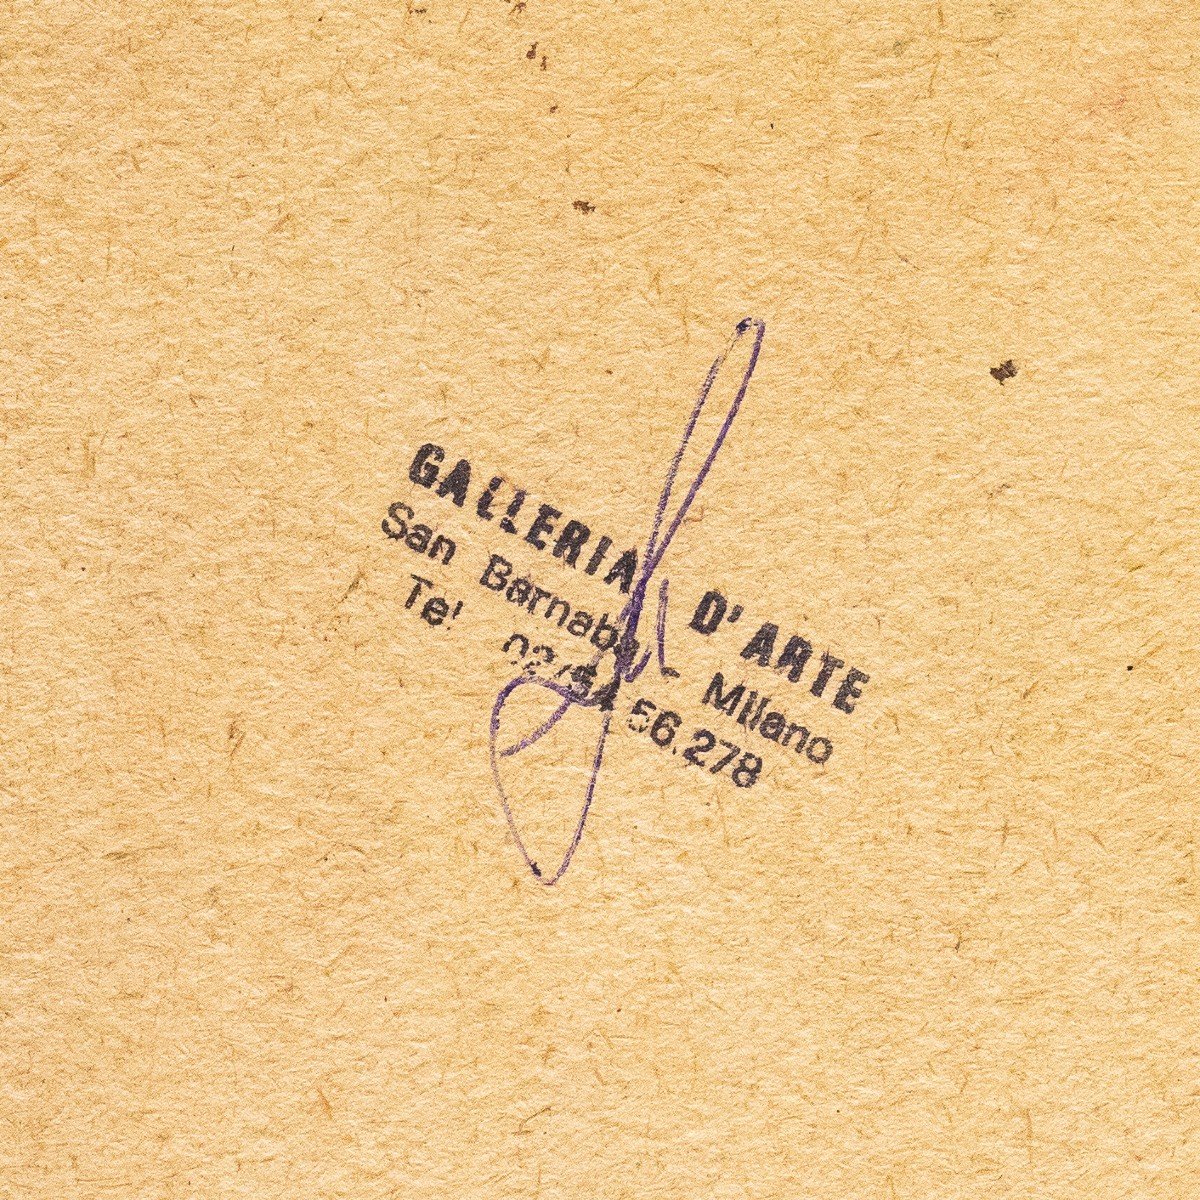 GALLERIA D'ARTE
San Barnaba - Milano
Tel 02/54 56.278